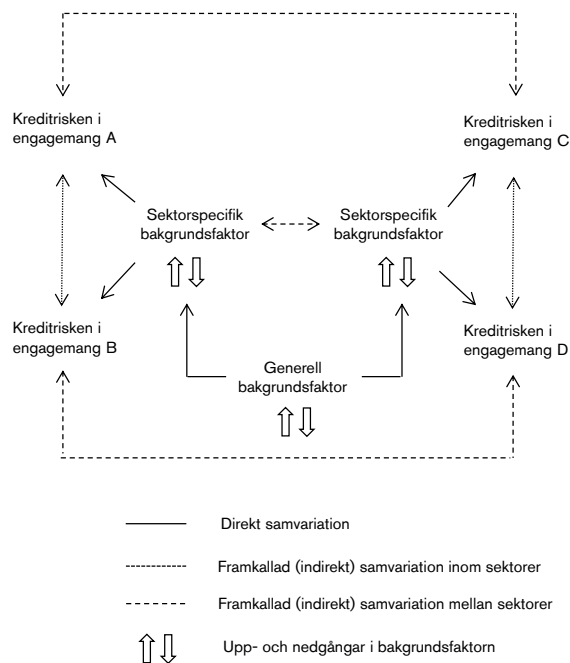 Kreditrisken i
engagemang A
Kreditrisken i
engagemang C
Sektorspecifik
bakgrundsfaktor
Sektorspecifik
bakgrundsfaktor
Kreditrisken i
engagemang B
Kreditrisken i
engagemang D
Generell
bakgrundsfaktor
Direkt samvariation
Framkallad (indirekt) samvariation inom sektorer
Framkallad (indirekt) samvariation mellan sektorer
Upp- och nedgångar i bakgrundsfaktorn